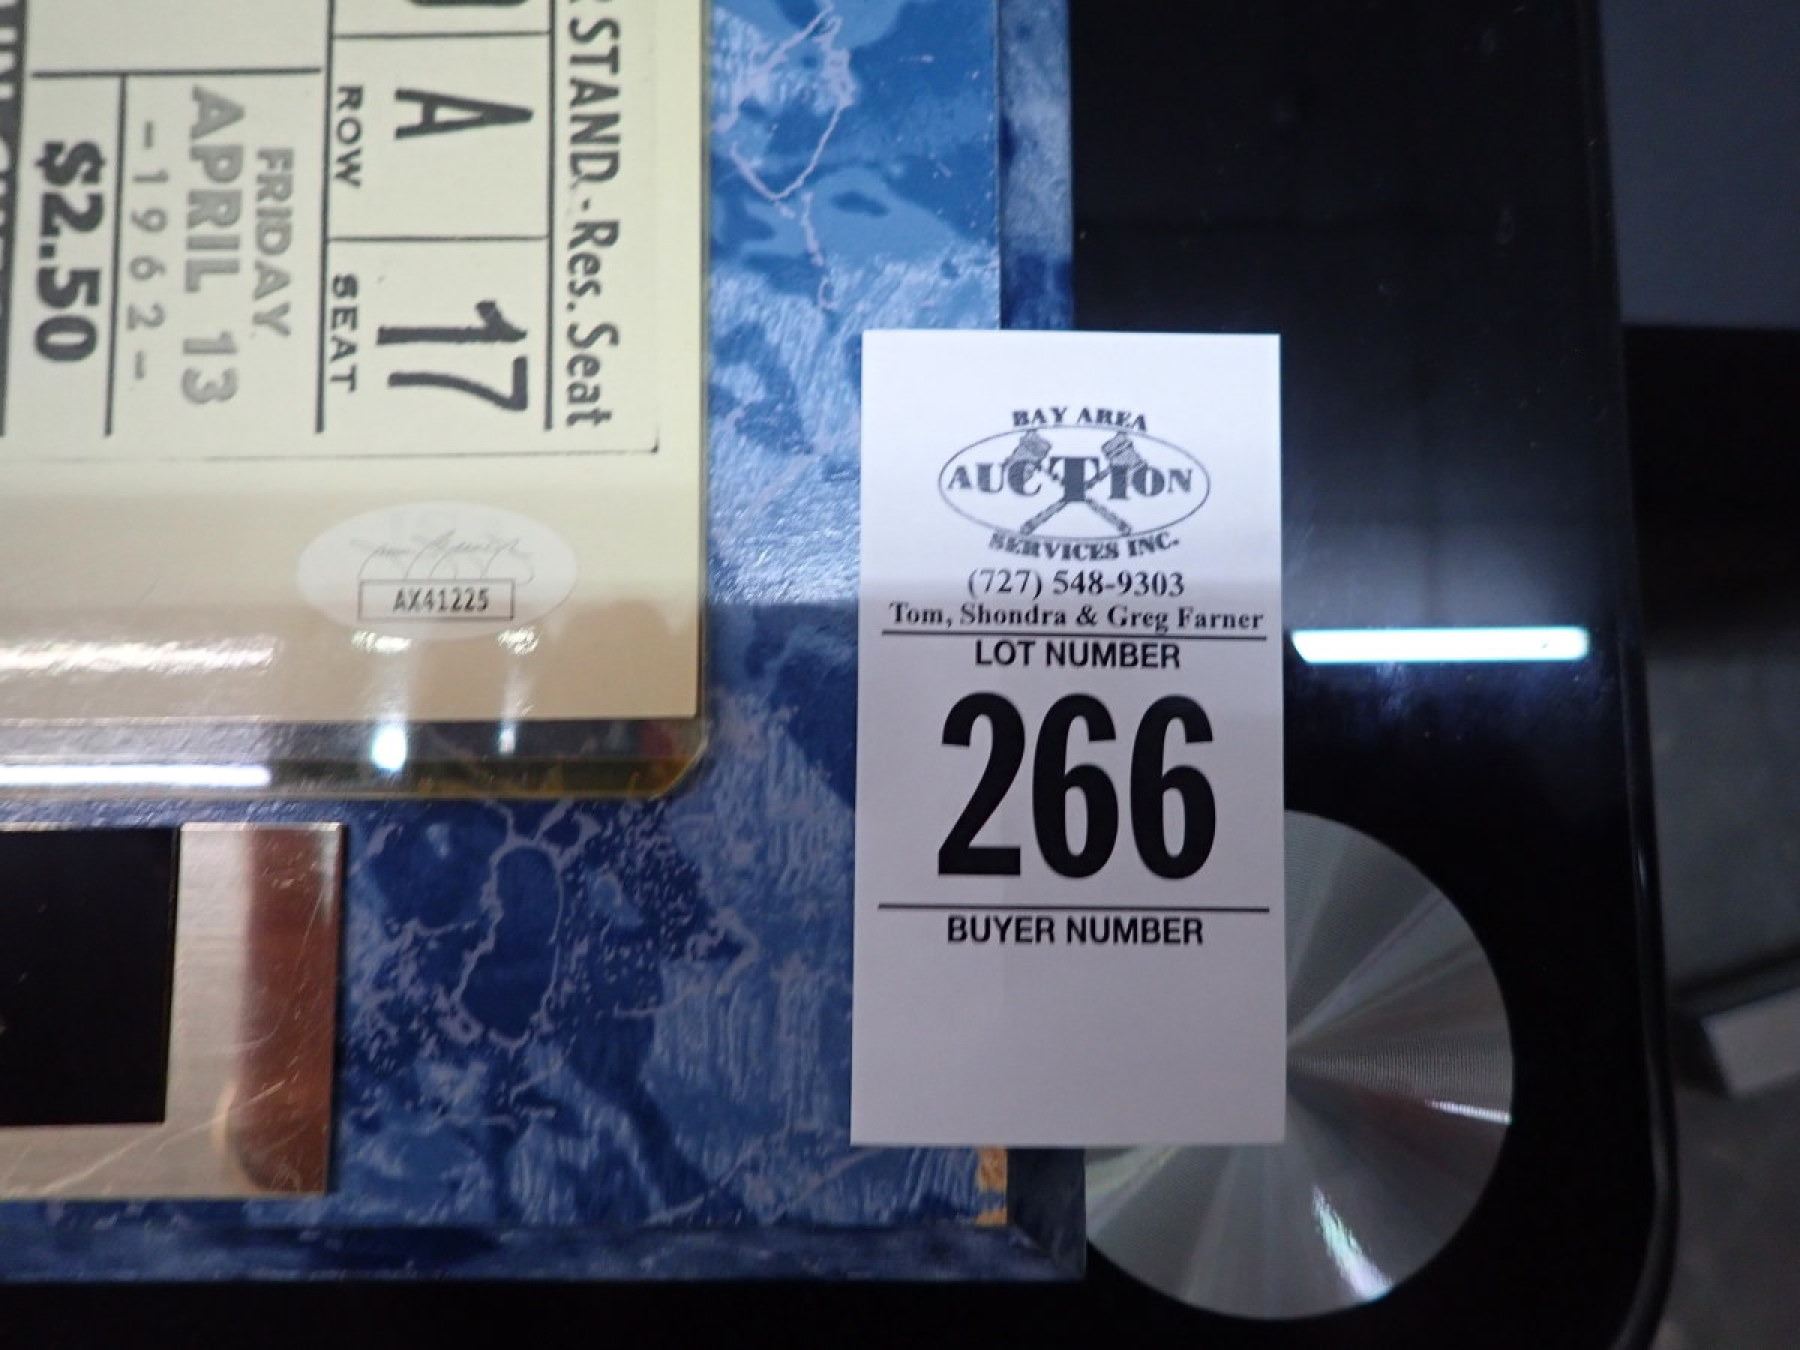 STAND - Res. Seat
A
ROW
17
SEAT
FRIDAY
APRIL 13
-1962-
$2.50
AX41225
BAY AREA
AUCTION
SERVICES INC.
(727) 548-9303
Tom, Shondra & Greg Farner
LOT NUMBER
266
BUYER NUMBER